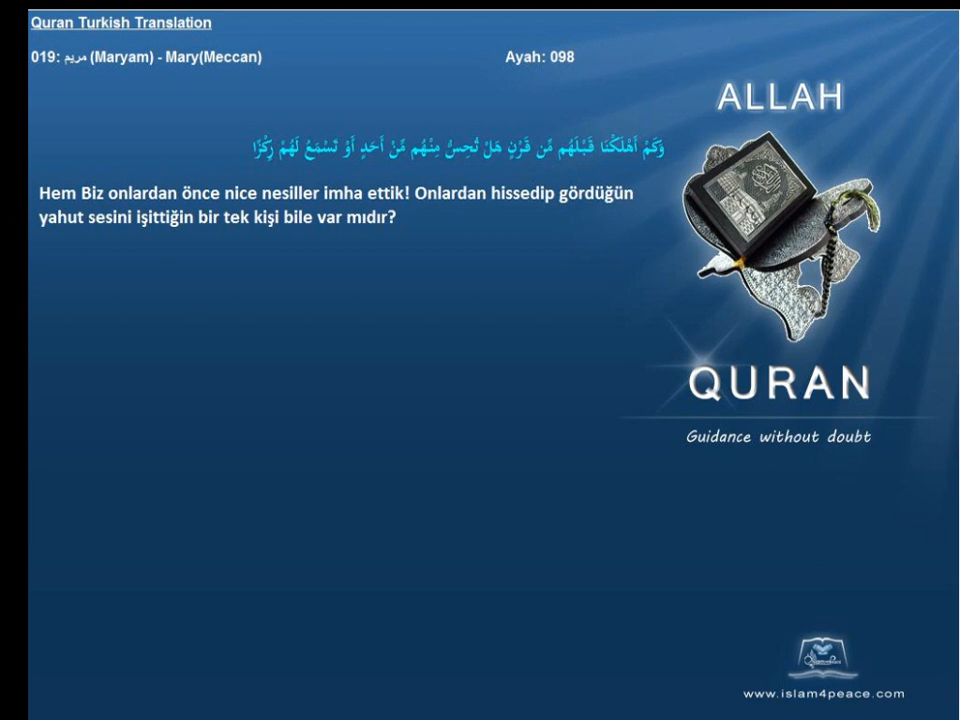 Quran Turkish Translation
019: مريم (Maryam) - Mary(Meccan)
Ayah: 098
وَكَمْ أَهْلَكْنَا قَبْلَهُم مِّن قَرْنٍ هَلْ تُحِسُّ مِنْهُم مِّنْ أَحَدٍ أَوْ تَسْمَعُ لَهُمْ رِكْزًا
Hem Biz onlardan önce nice nesiller imha ettik! Onlardan hissedip gördüğün
yahut sesini işittiğin bir tek kişi bile var mıdır?
ALLAH
QURAN
Guidance without doubt
www.islam4peace.com